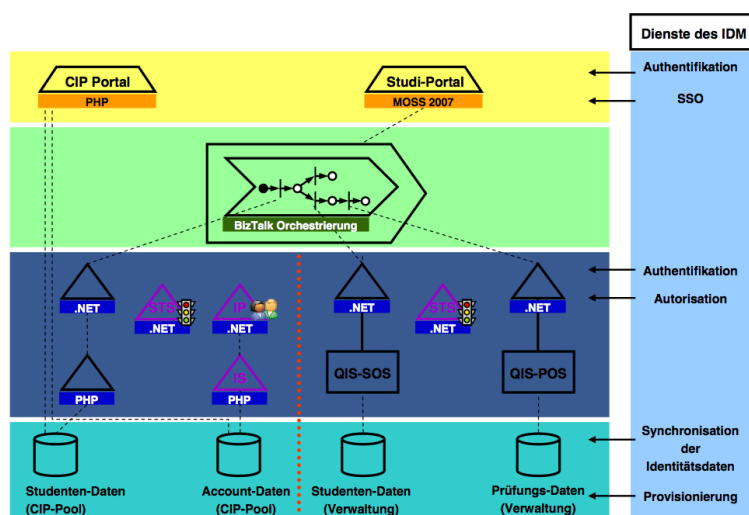 Dienste des IDM
CIP Portal
PHP
Studi-Portal
MOSS 2007
Authentifikation
SSO
BizTalk Orchestrierung
.NET
STS
.NET
IP
.NET
.NET
STS
.NET
.NET
Authentifikation
Autorisation
PHP
IS
PHP
QIS-SOS
QIS-POS
Studenten-Daten
(CIP-Pool)
Account-Daten
(CIP-Pool)
Studenten-Daten
(Verwaltung)
Prüfungs-Daten
(Verwaltung)
Synchronisation
der
Identitätsdaten
Provisionierung